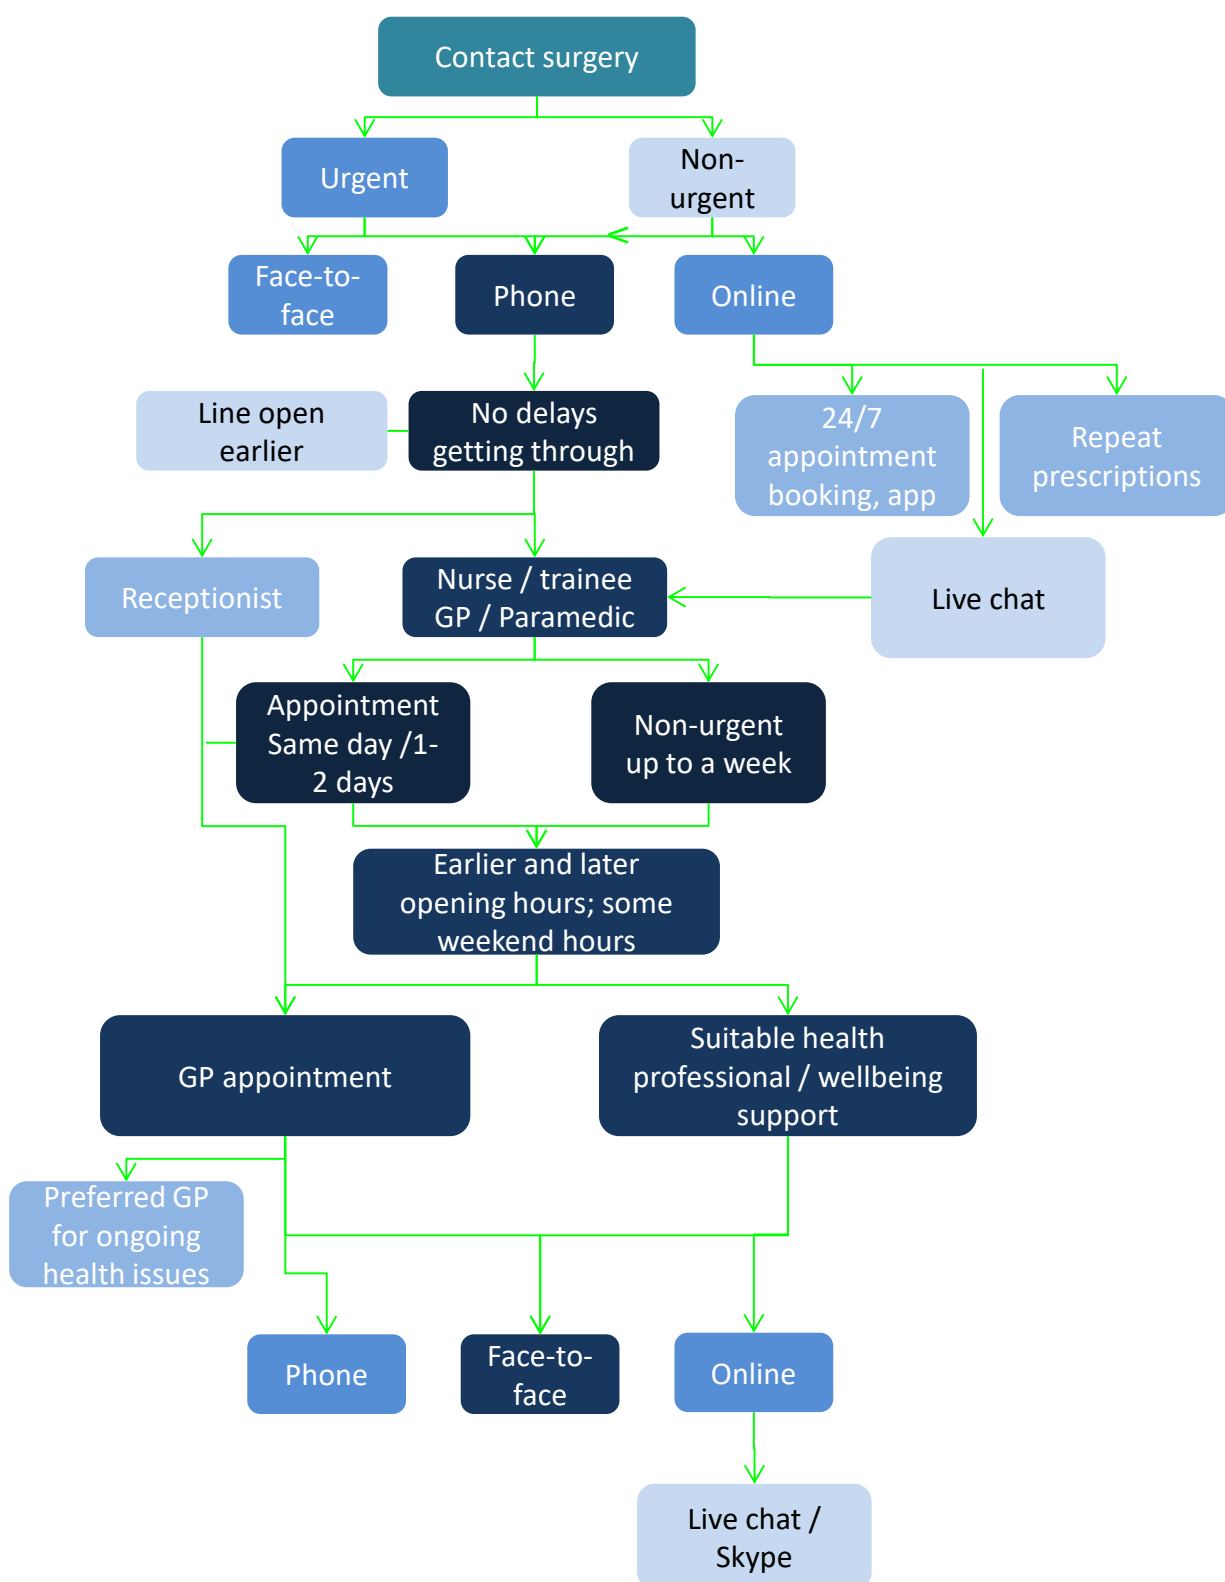 Contact surgery
Urgent
Non-
urgent
Face-to-
face
Phone
Online
Line open
earlier
No delays
getting through
24/7
appointment
booking, app
Repeat
prescriptions
Receptionist
Nurse / trainee
GP / Paramedic
Live chat
Appointment
Same day /1-
2 days
Non-urgent
up to a week
Earlier and later
opening hours; some
weekend hours
GP appointment
Suitable health
professional / wellbeing
support
Preferred GP
for ongoing
health issues
Phone
Face-to-
face
Online
Live chat /
Skype